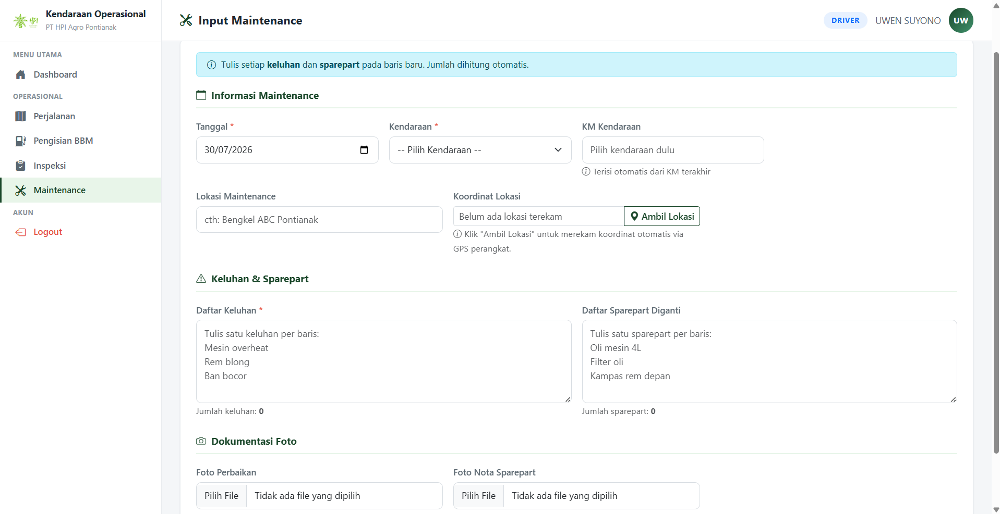 Kendaraan Operasional
HPI
PT HPI Agro Pontianak
MENU UTAMA
Dashboard
OPERASIONAL
Perjalanan
Pengisian BBM
Inspeksi
Maintenance
AKUN
Logout
Input Maintenance
DRIVER
UWEN SUYONO
UW
Tulis setiap keluhan dan sparepart pada baris baru. Jumlah dihitung otomatis.
Informasi Maintenance
Tanggal *
30/07/2026
Kendaraan *
-- Pilih Kendaraan --
KM Kendaraan
Pilih kendaraan dulu
Terisi otomatis dari KM terakhir
Lokasi Maintenance
cth: Bengkel ABC Pontianak
Koordinat Lokasi
Belum ada lokasi terekam
Ambil Lokasi
Klik "Ambil Lokasi" untuk merekam koordinat otomatis via
GPS perangkat.
Keluhan & Sparepart
Daftar Keluhan *
Tulis satu keluhan per baris:
Mesin overheat
Rem blong
Ban bocor
Jumlah keluhan: 0
Daftar Sparepart Diganti
Tulis satu sparepart per baris:
Oli mesin 4L
Filter oli
Kampas rem depan
Jumlah sparepart: 0
Dokumentasi Foto
Foto Perbaikan
Pilih File
Tidak ada file yang dipilih
Foto Nota Sparepart
Pilih File
Tidak ada file yang dipilih